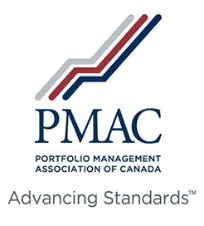 PMAC
PORTFOLIO MANAGEMENT
ASSOCIATION OF CANADA
Advancing Standards™